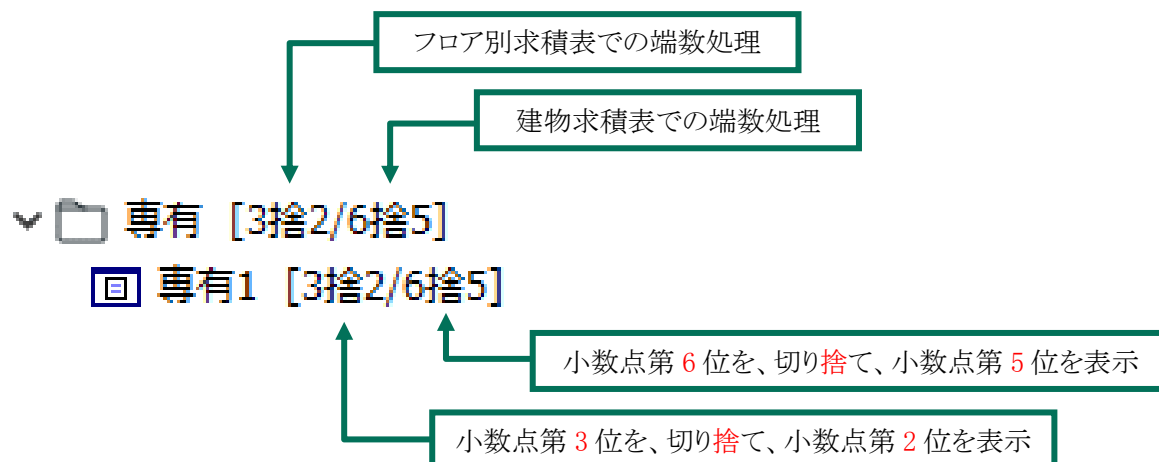 フロア別求積表での端数処理
建物求積表での端数処理
専有 [3捨2/6捨5]
専有1 [3捨2/6捨5]
小数点第 6 位を、切り捨て、小数点第 5 位を表示
小数点第 3 位を、切り捨て、小数点第 2 位を表示